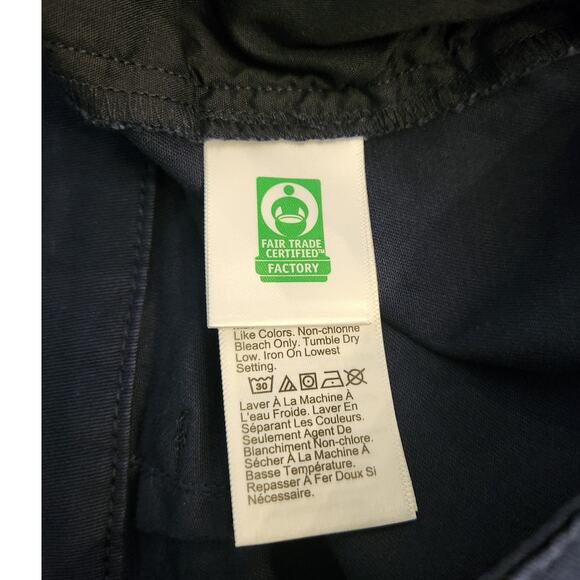 FAIR TRADE
CERTIFIED™
FACTORY
Like Colors. Non-chlorine
Bleach Only. Tumble Dry
Low. Iron On Lowest
Setting.
30
Laver À La Machine À
L'eau Froide. Laver En
Séparant Les Couleurs.
Seulement Agent De
Blanchiment Non-chlore.
Sécher À La Machine À
Basse Température.
Repasser À Fer Doux Si
Nécessaire.